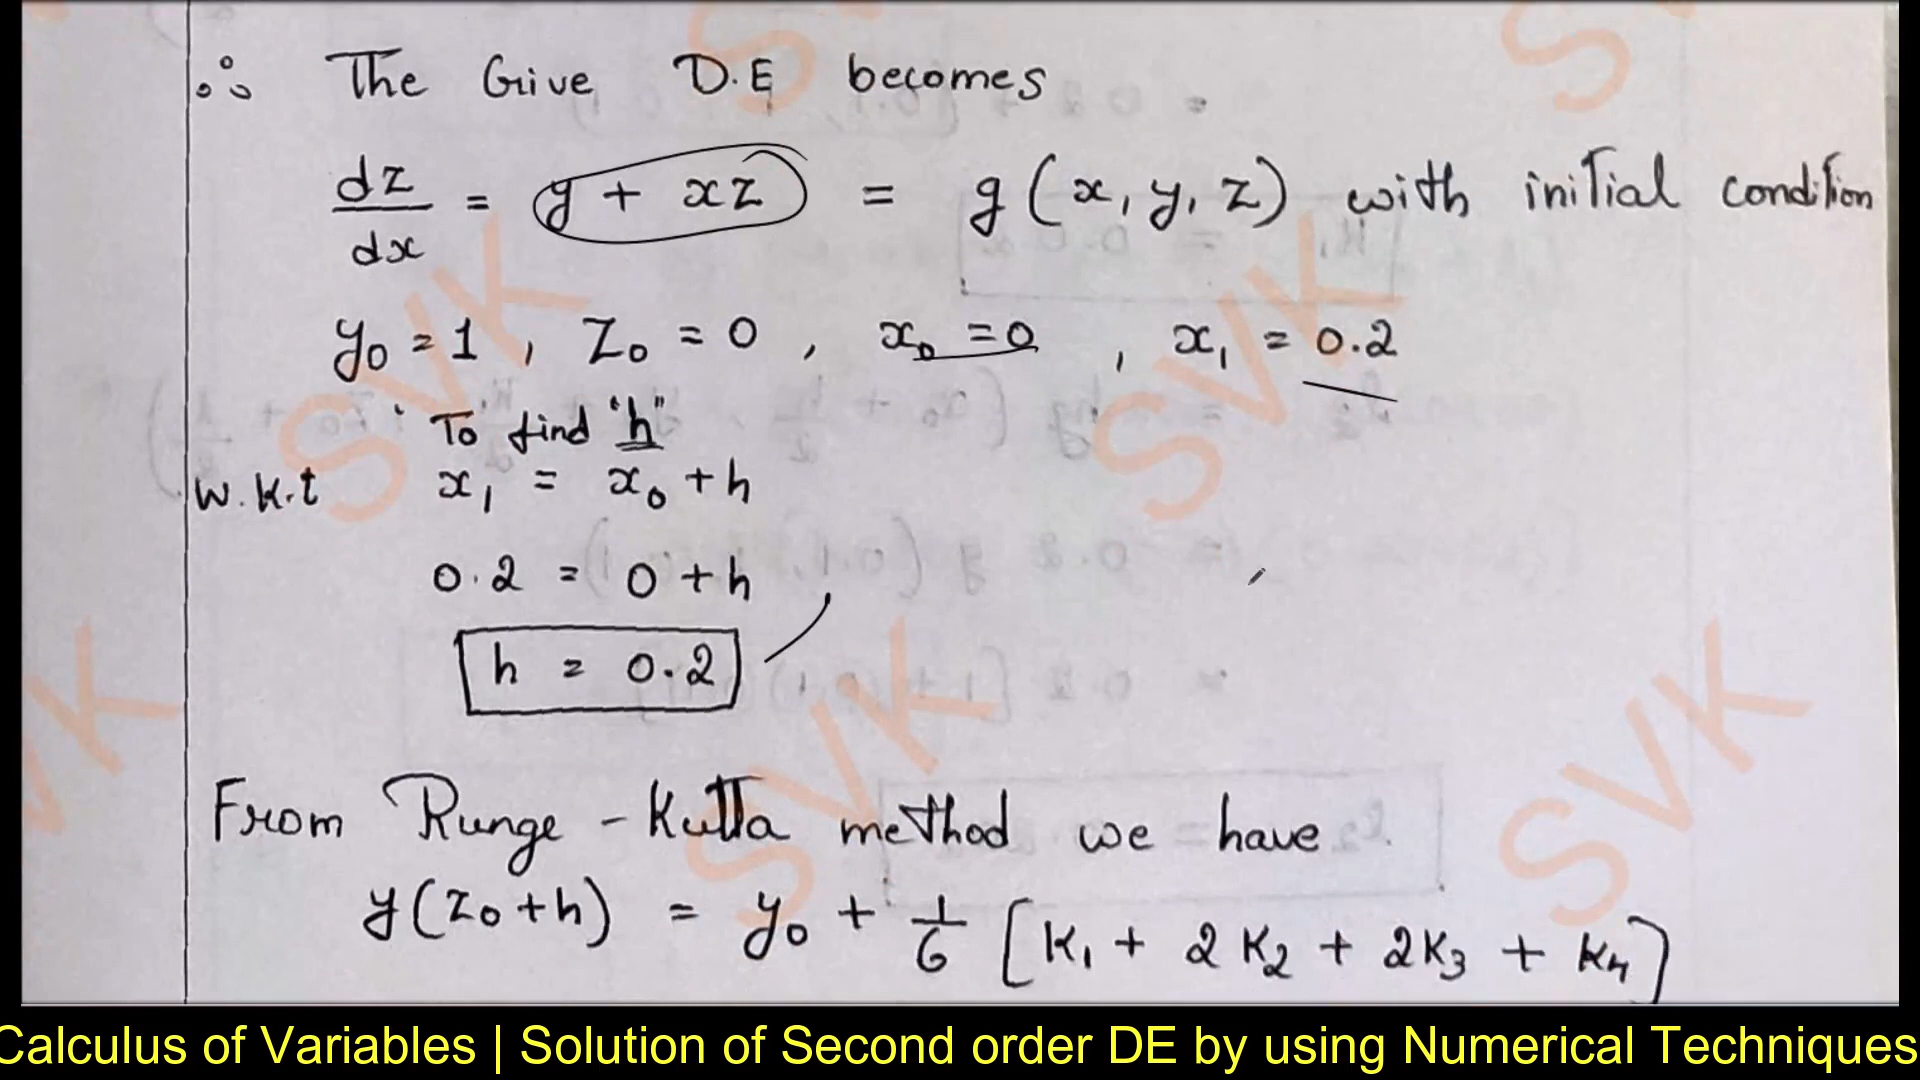 ∴ The Give D.E becomes
dz/dx = y + xz = g(x, y, z) with initial condition
y₀ = 1 , z₀ = 0 , x₀ = 0 , x₁ = 0.2
To find "h"
W.K.t x₁ = x₀ + h
0.2 = 0 + h
h = 0.2
From Runge - Kutta method we have
y(z₀ + h) = y₀ + 1/6 [K₁ + 2K₂ + 2K₃ + K₄]
SVK
Calculus of Variables | Solution of Second order DE by using Numerical Techniques